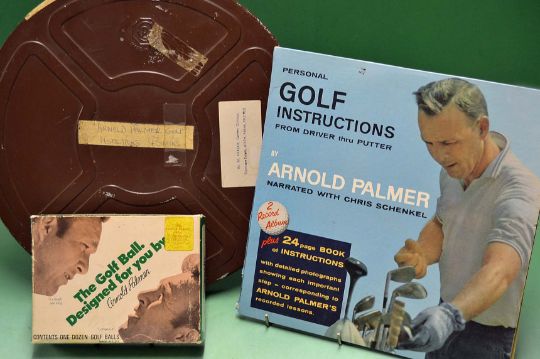 ARNOLD PALMER GOLF
PERSONAL
GOLF
INSTRUCTIONS
FROM DRIVER thru PUTTER
BY
ARNOLD PALMER
NARRATED WITH CHRIS SCHENKEL
2
Record
Album
plus 24 page BOOK
of INSTRUCTIONS
with detailed photographs
showing each important
step - corresponding to
ARNOLD PALMER'S
recorded lessons.
The Golf Ball.
Designed for you by
Arnold Palmer
CONTENTS ONE DOZEN GOLF BALLS